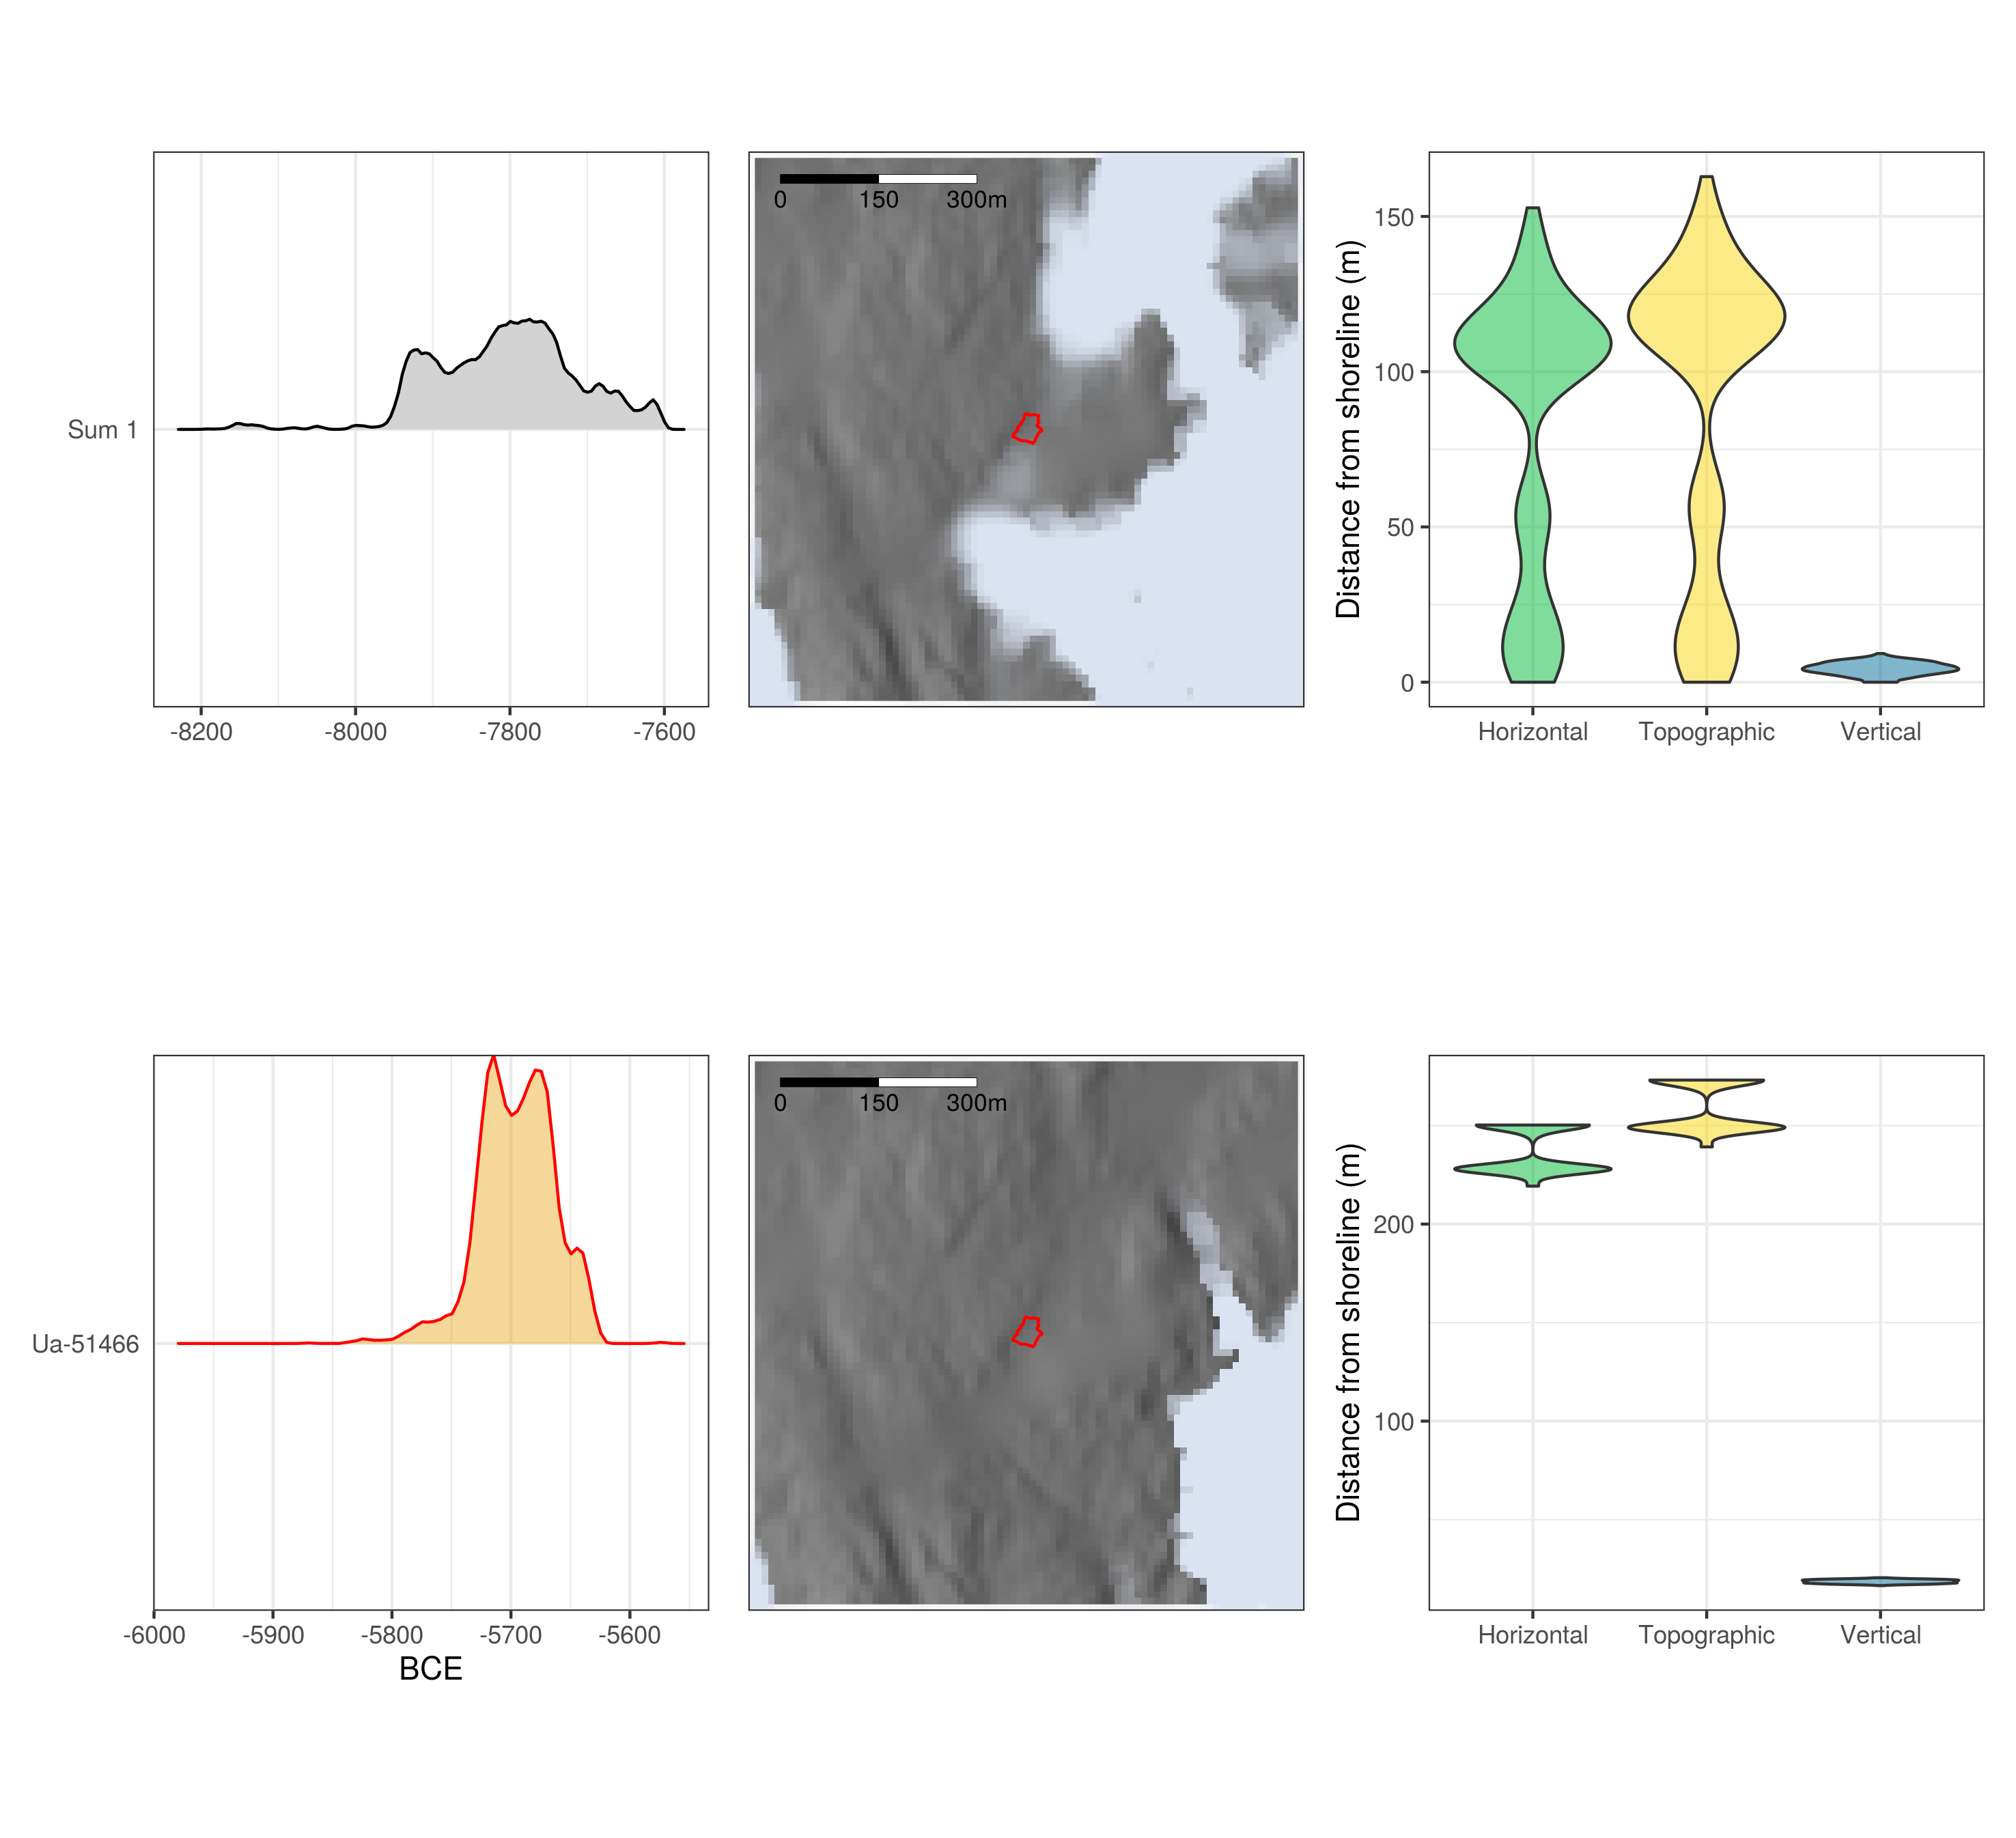 Sum 1
-8200 -8000 -7800 -7600
0 150 300m
Distance from shoreline (m)
150
100
50
0
Horizontal Topographic Vertical
Ua-51466
-6000 -5900 -5800 -5700 -5600
BCE
0 150 300m
Distance from shoreline (m)
200
100
Horizontal Topographic Vertical